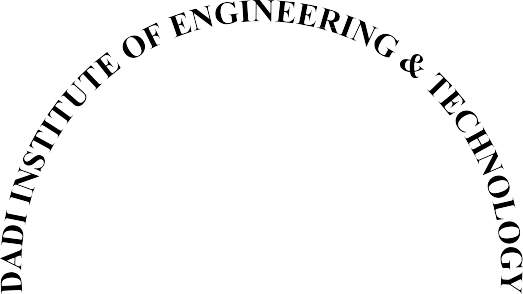 DADI INSTITUTE OF ENGINEERING & TECHNOLOGY